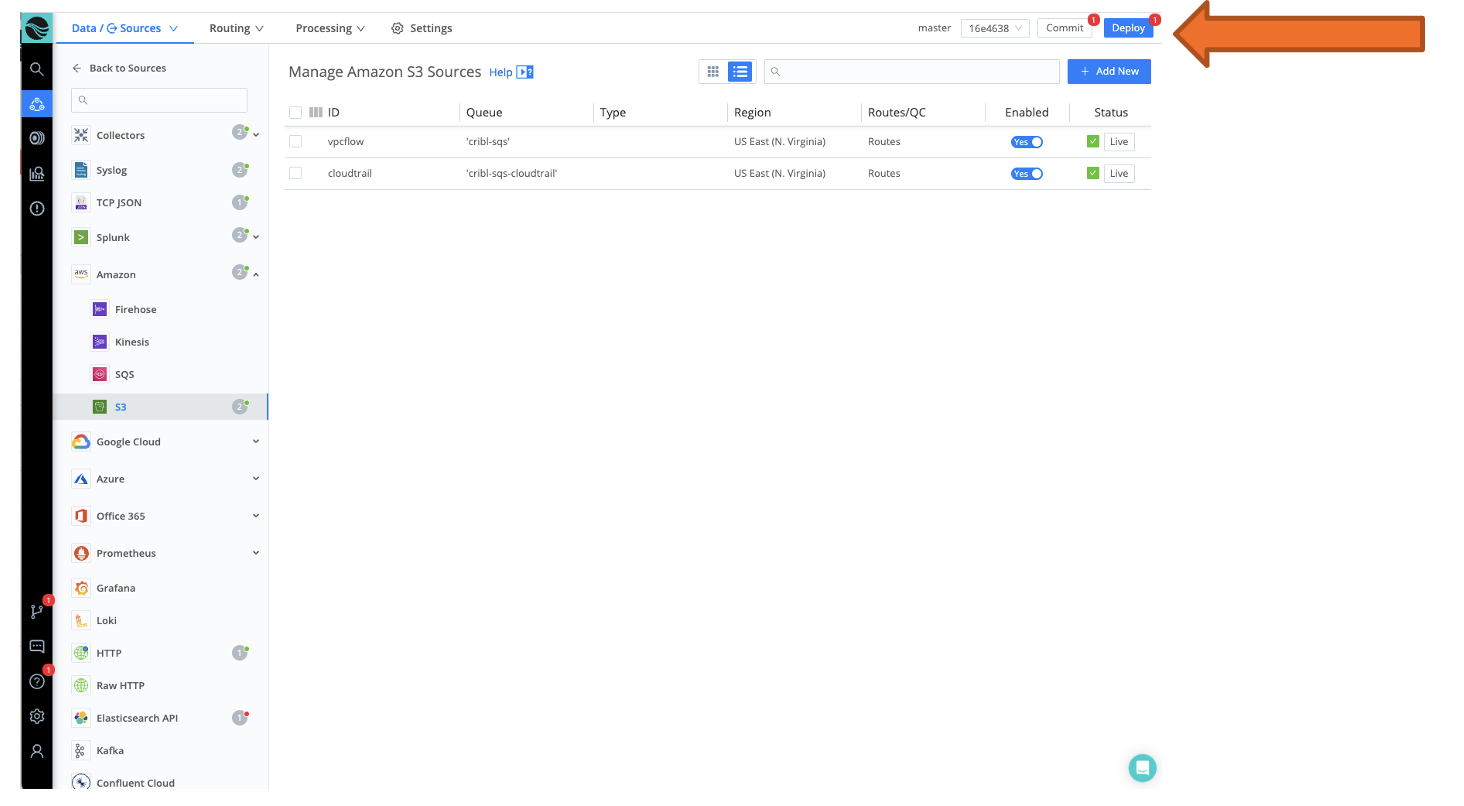 Data / Sources Routing Processing Settings master 16e4638 Commit 1 Deploy 1
Back to Sources
Manage Amazon S3 Sources Help Add New
ID Queue Type Region Routes/QC Enabled Status
vpcflow 'cribl-sqs' US East (N. Virginia) Routes Yes Live
cloudtrail 'cribl-sqs-cloudtrail' US East (N. Virginia) Routes Yes Live
Collectors 2
Syslog 2
TCP JSON 1
Splunk 2
aws Amazon 2
Firehose
Kinesis
SQS
S3 2
Google Cloud
Azure
Office 365
Prometheus
Grafana
1
Loki
HTTP 1
1
Raw HTTP
Elasticsearch API 1
Kafka
Confluent Cloud